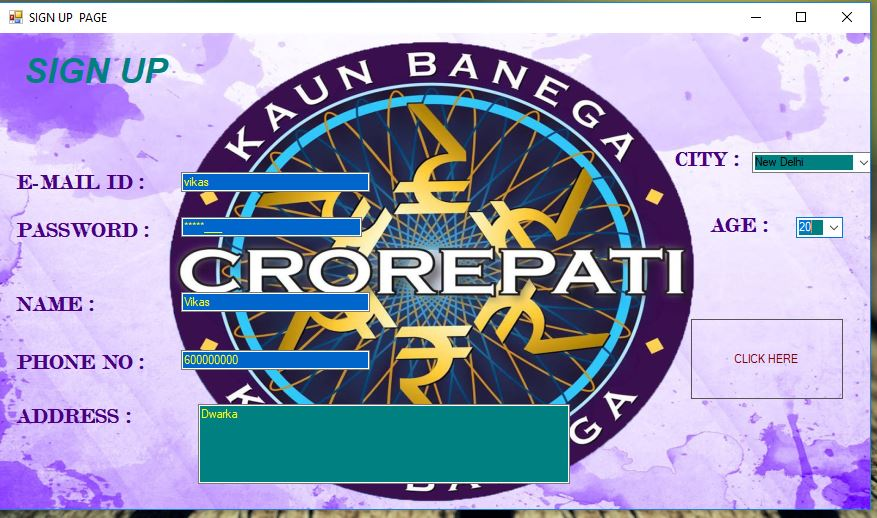 SIGN UP  PAGE
SIGN UP
KAUN BANEGA
CROREPATI
CITY :
New Delhi
E-MAIL ID :
vikas
PASSWORD :
*****___
AGE :
20
NAME :
Vikas
PHONE NO :
600000000
CLICK HERE
ADDRESS :
Dwarka